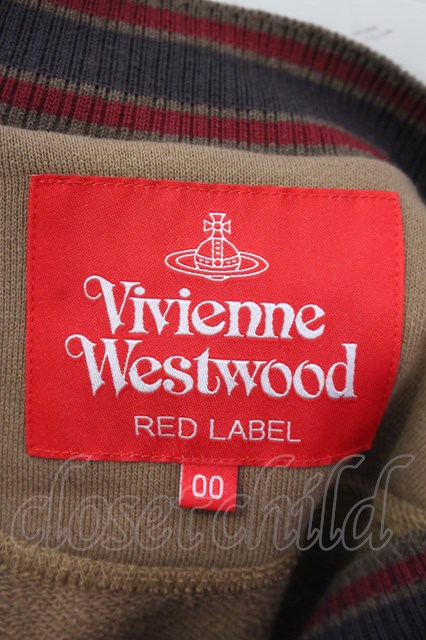 Vivienne
Westwood
RED LABEL
00
closetchild